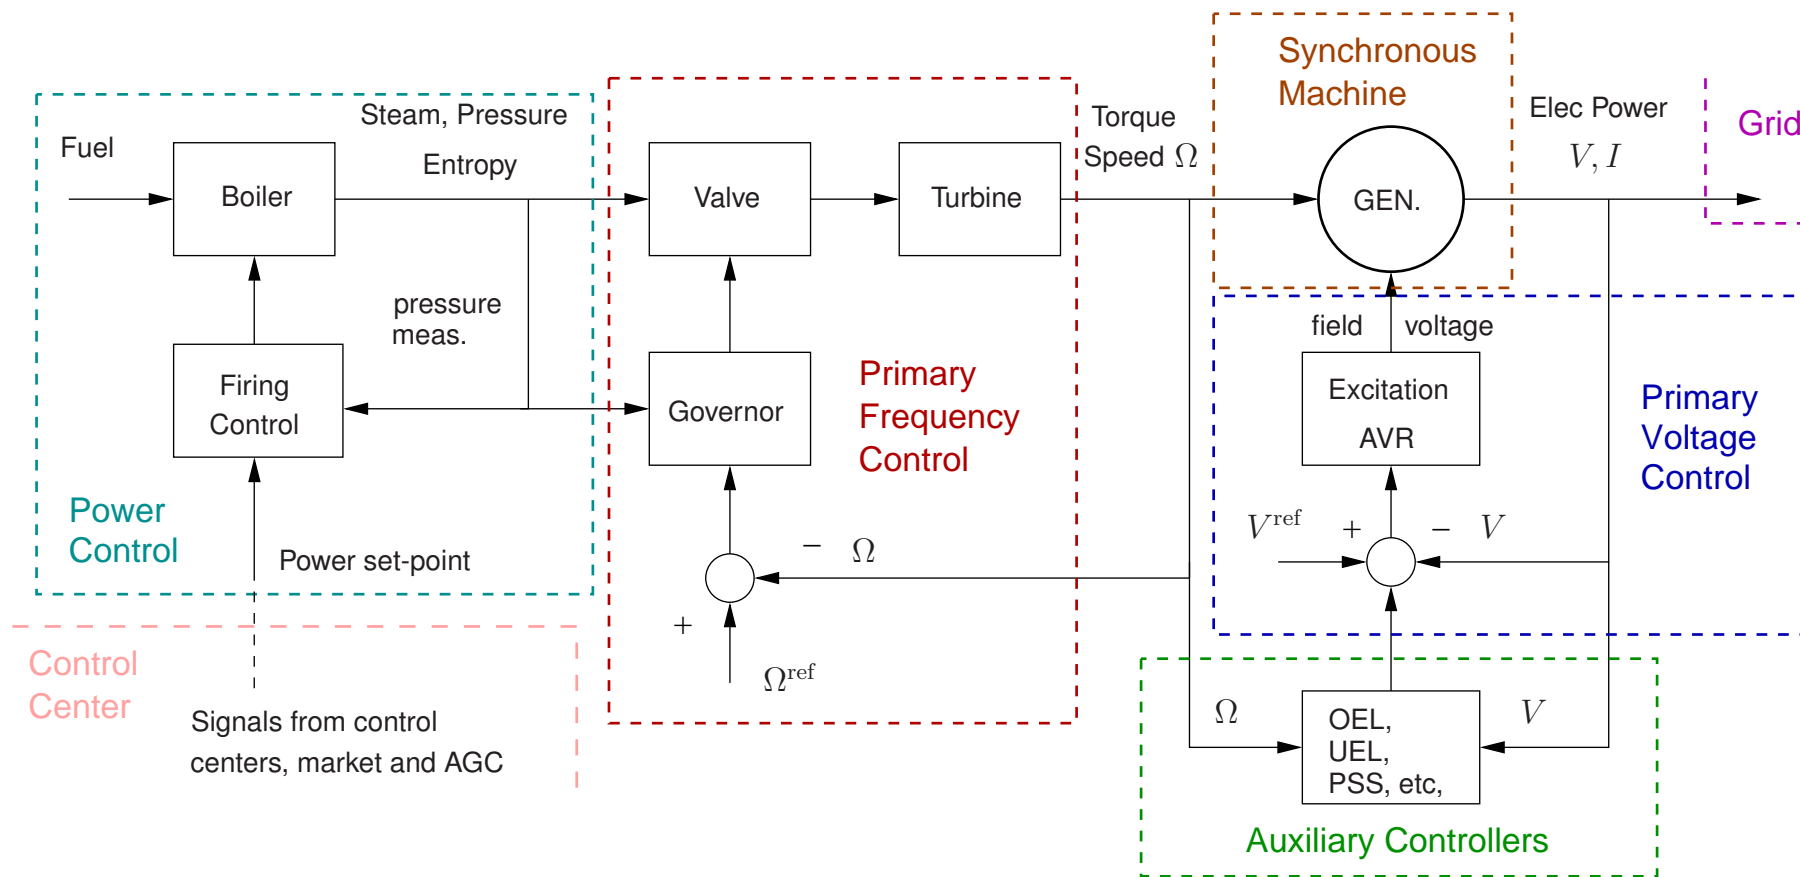 Synchronous
Machine
Steam, Pressure
Entropy
Fuel
Boiler
Valve
Turbine
Torque
Speed Ω
GEN.
Elec Power
V, I
Grid
pressure
meas.
field voltage
Firing
Control
Governor
Primary
Frequency
Control
Excitation
AVR
Primary
Voltage
Control
Power
Control
Power set-point
− Ω
+
Ω^ref
V^ref + − V
Control
Center
Signals from control
centers, market and AGC
Ω
V
OEL,
UEL,
PSS, etc,
Auxiliary Controllers